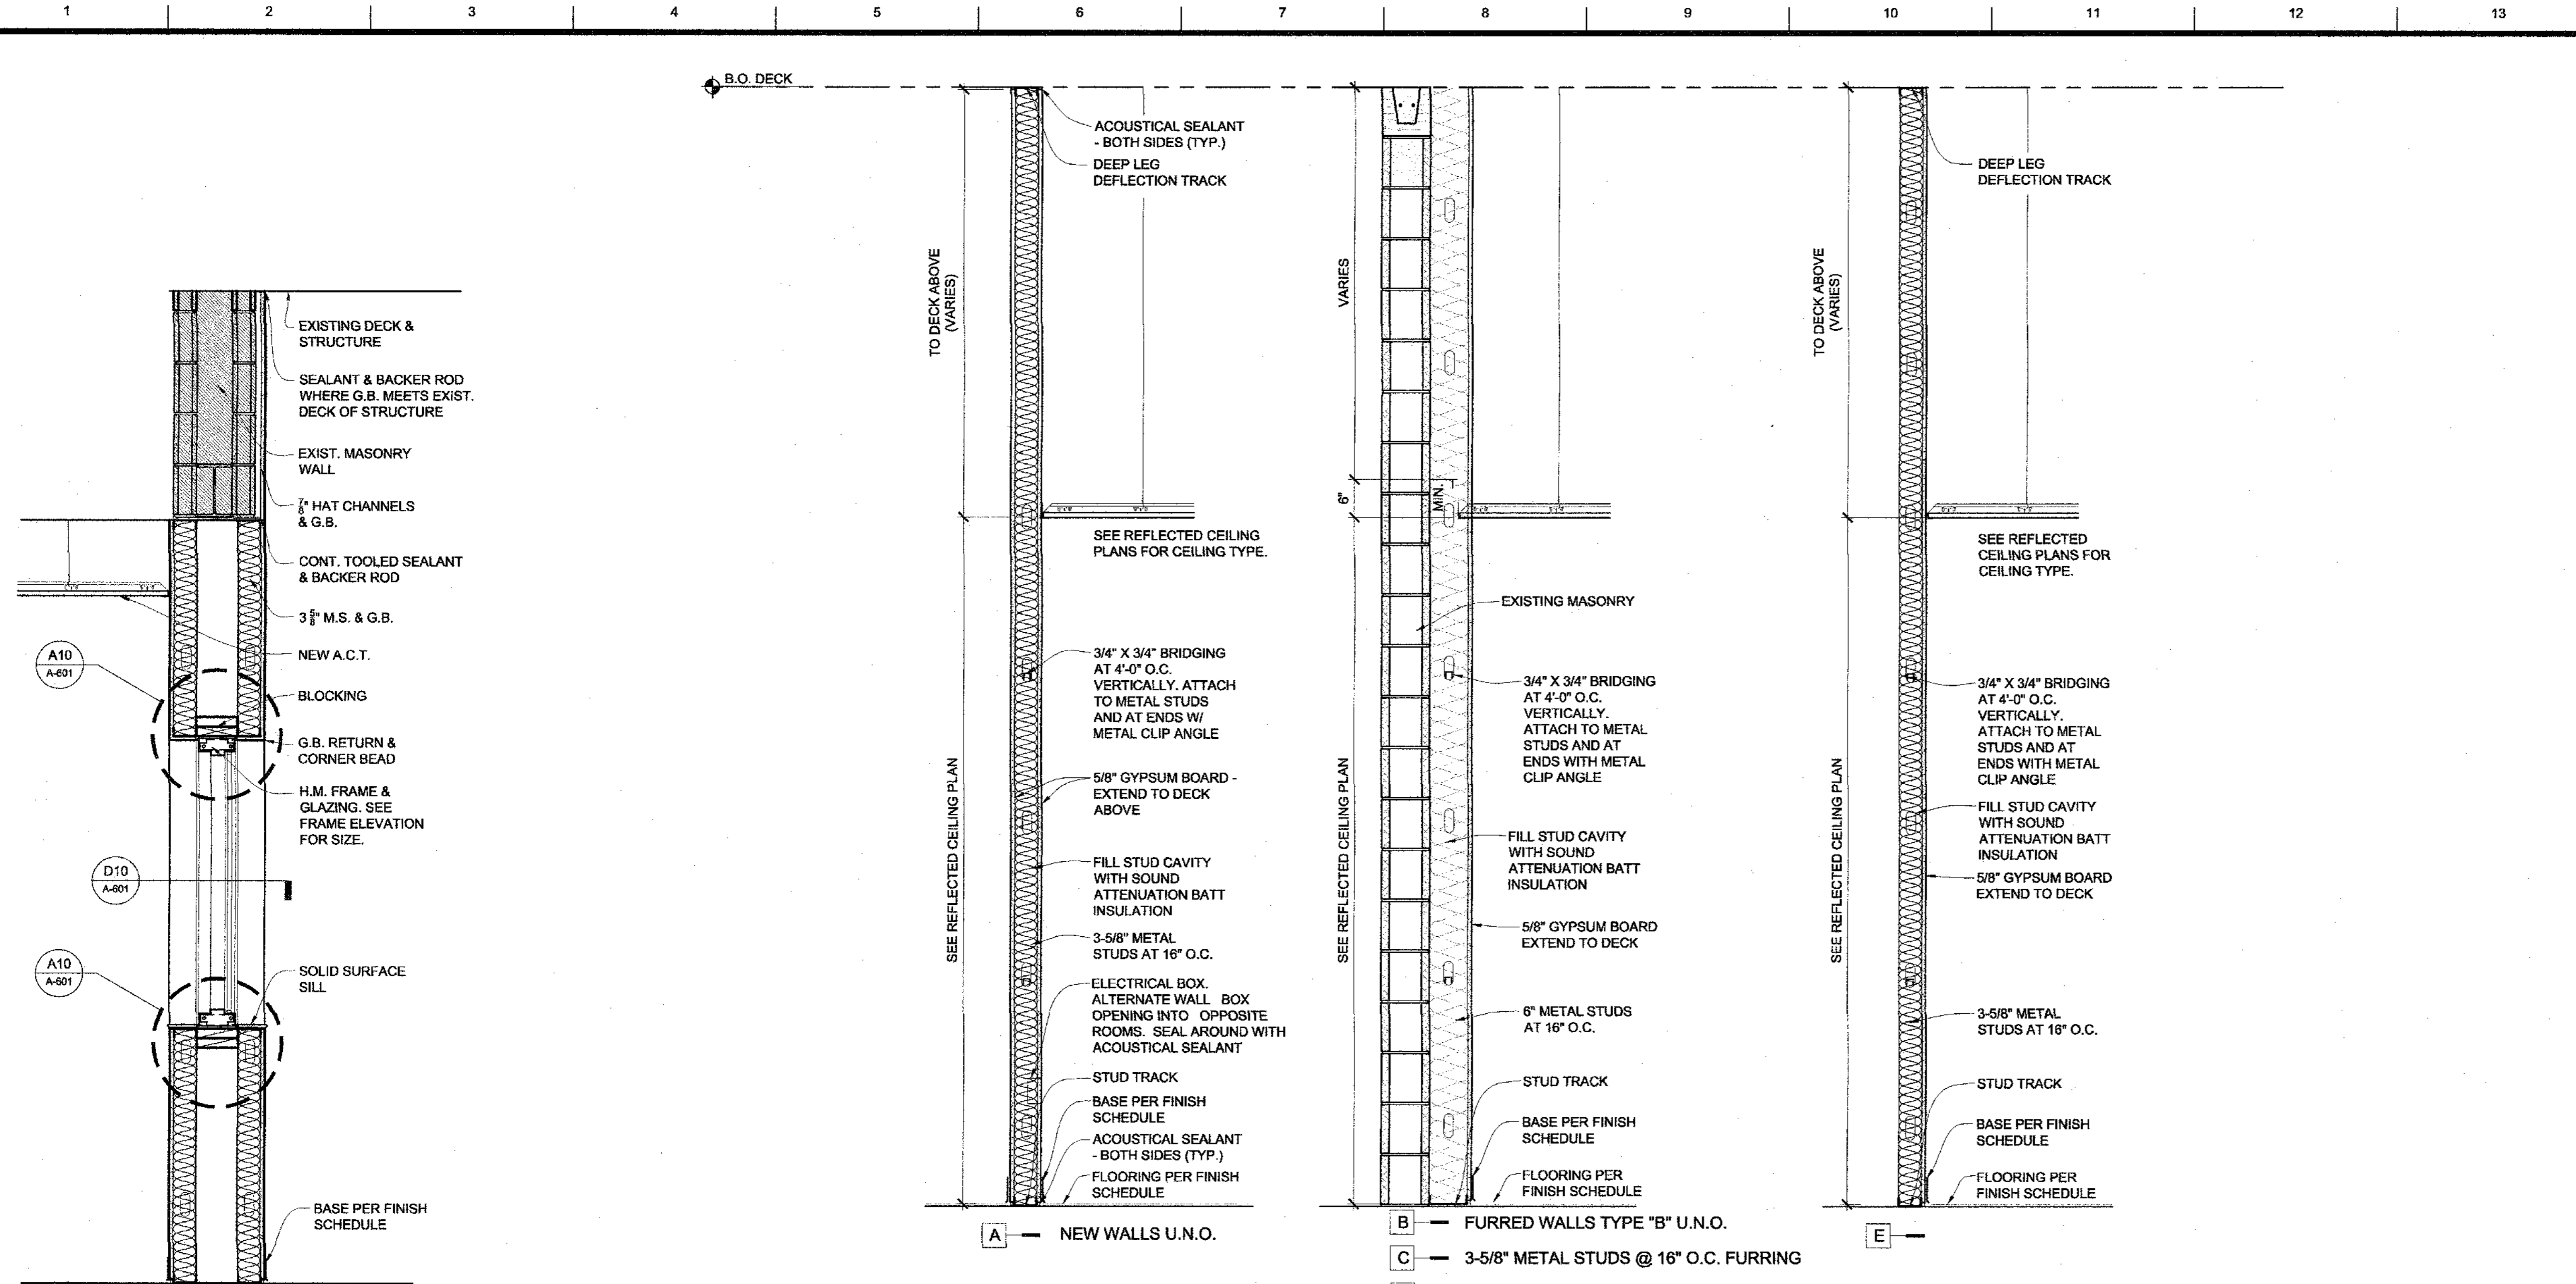 1 2 3 4 5 6 7 8 9 10 11 12 13
B.O. DECK
EXISTING DECK &
STRUCTURE
SEALANT & BACKER ROD
WHERE G.B. MEETS EXIST.
DECK OF STRUCTURE
EXIST. MASONRY
WALL
7/8" HAT CHANNELS
& G.B.
CONT. TOOLED SEALANT
& BACKER ROD
3 5/8" M.S. & G.B.
NEW A.C.T.
BLOCKING
G.B. RETURN &
CORNER BEAD
H.M. FRAME &
GLAZING. SEE
FRAME ELEVATION
FOR SIZE.
SOLID SURFACE
SILL
BASE PER FINISH
SCHEDULE
A10
A-601
D10
A-601
A10
A-601
TO DECK ABOVE
(VARIES)
SEE REFLECTED CEILING PLAN
ACOUSTICAL SEALANT
- BOTH SIDES (TYP.)
DEEP LEG
DEFLECTION TRACK
SEE REFLECTED CEILING
PLANS FOR CEILING TYPE.
3/4" X 3/4" BRIDGING
AT 4'-0" O.C.
VERTICALLY. ATTACH
TO METAL STUDS
AND AT ENDS W/
METAL CLIP ANGLE
5/8" GYPSUM BOARD -
EXTEND TO DECK
ABOVE
FILL STUD CAVITY
WITH SOUND
ATTENUATION BATT
INSULATION
3-5/8" METAL
STUDS AT 16" O.C.
ELECTRICAL BOX.
ALTERNATE WALL BOX
OPENING INTO OPPOSITE
ROOMS. SEAL AROUND WITH
ACOUSTICAL SEALANT
STUD TRACK
BASE PER FINISH
SCHEDULE
ACOUSTICAL SEALANT
- BOTH SIDES (TYP.)
FLOORING PER FINISH
SCHEDULE
A NEW WALLS U.N.O.
VARIES
6"
MIN.
SEE REFLECTED CEILING PLAN
EXISTING MASONRY
3/4" X 3/4" BRIDGING
AT 4'-0" O.C.
VERTICALLY.
ATTACH TO METAL
STUDS AND AT
ENDS WITH METAL
CLIP ANGLE
FILL STUD CAVITY
WITH SOUND
ATTENUATION BATT
INSULATION
5/8" GYPSUM BOARD
EXTEND TO DECK
6" METAL STUDS
AT 16" O.C.
STUD TRACK
BASE PER FINISH
SCHEDULE
FLOORING PER
FINISH SCHEDULE
B FURRED WALLS TYPE "B" U.N.O.
C 3-5/8" METAL STUDS @ 16" O.C. FURRING
TO DECK ABOVE
(VARIES)
SEE REFLECTED CEILING PLAN
DEEP LEG
DEFLECTION TRACK
SEE REFLECTED
CEILING PLANS FOR
CEILING TYPE.
3/4" X 3/4" BRIDGING
AT 4'-0" O.C.
VERTICALLY.
ATTACH TO METAL
STUDS AND AT
ENDS WITH METAL
CLIP ANGLE
FILL STUD CAVITY
WITH SOUND
ATTENUATION BATT
INSULATION
5/8" GYPSUM BOARD
EXTEND TO DECK
3-5/8" METAL
STUDS AT 16" O.C.
STUD TRACK
BASE PER FINISH
SCHEDULE
FLOORING PER
FINISH SCHEDULE
E